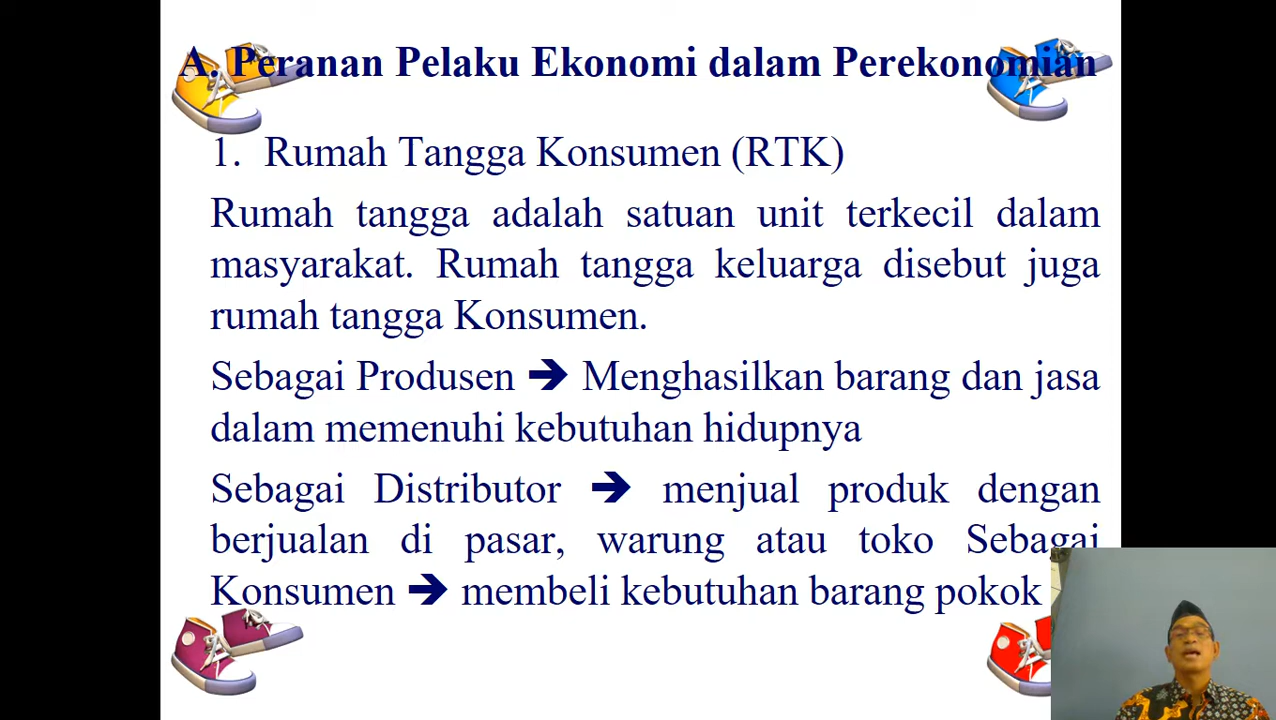 A. Peranan Pelaku Ekonomi dalam Perekonomian
1. Rumah Tangga Konsumen (RTK)
Rumah tangga adalah satuan unit terkecil dalam
masyarakat. Rumah tangga keluarga disebut juga
rumah tangga Konsumen.
Sebagai Produsen ➔ Menghasilkan barang dan jasa
dalam memenuhi kebutuhan hidupnya
Sebagai Distributor ➔ menjual produk dengan
berjualan di pasar, warung atau toko Sebagai
Konsumen ➔ membeli kebutuhan barang pokok